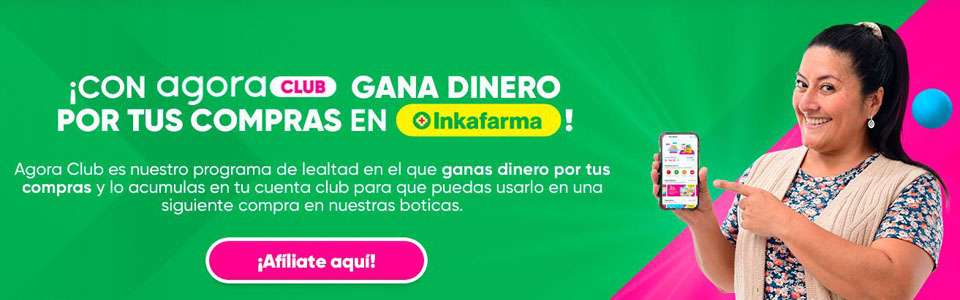 ¡CON agora CLUB GANA DINERO
POR TUS COMPRAS EN Inkafarma!
Agora Club es nuestro programa de lealtad en el que ganas dinero por tus
compras y lo acumulas en tu cuenta club para que puedas usarlo en una
siguiente compra en nuestras boticas.
¡Afíliate aquí!